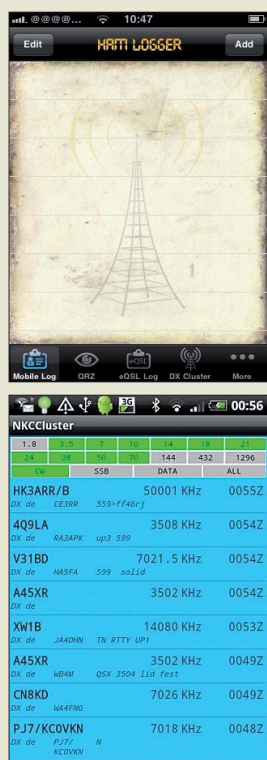 @@@@... 10:47
Edit HAM LOGGER Add
Mobile Log QRZ eQSL Log DX Cluster More
3G 00:56
NKCCluster
1.8 3.5 7 10 14 18 21
24 28 50 70 144 432 1296
CW SSB DATA ALL
HK3ARR/B 50001 KHz 0055Z
DX de CE3RR 559>ff46rj
4Q9LA 3508 KHz 0054Z
DX de RA3APK up3 599
V31BD 7021.5 KHz 0054Z
DX de HA5FA 599 solid
A45XR 3502 KHz 0054Z
DX de
XW1B 14080 KHz 0053Z
DX de JA4DHN TN RTTY UP1
A45XR 3502 KHz 0049Z
DX de WB4M QSX 3504 lid fest
CN8KD 7026 KHz 0049Z
DX de WA4FNG
PJ7/KC0VKN 7018 KHz 0048Z
DX de PJ7/ N
KC0VKN